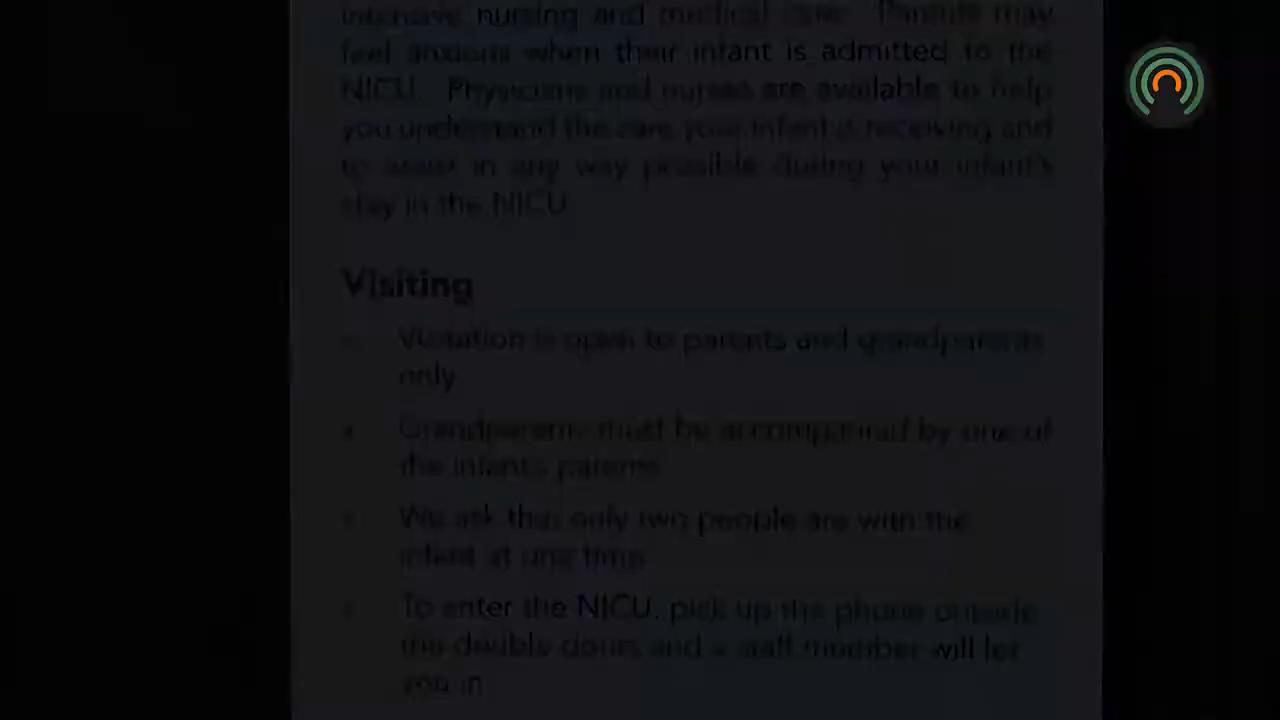 intensive nursing and medical care. Parents may
feel anxious when their infant is admitted to the
NICU. Physicians and nurses are available to help
you understand the care your infant is receiving and
to assist in any way possible during your infant's
stay in the NICU.
Visiting
Visitation is open to parents and grandparents
only
Grandparents must be accompanied by one of
the infant's parents
We ask that only two people are with the
infant at one time
To enter the NICU, pick up the phone outside
the double doors and a staff member will let
you in